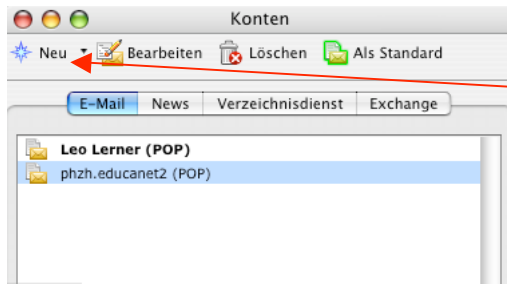 Konten
Neu Bearbeiten Löschen Als Standard
E-Mail News Verzeichnisdienst Exchange
Leo Lerner (POP)
phzh.educanet2 (POP)